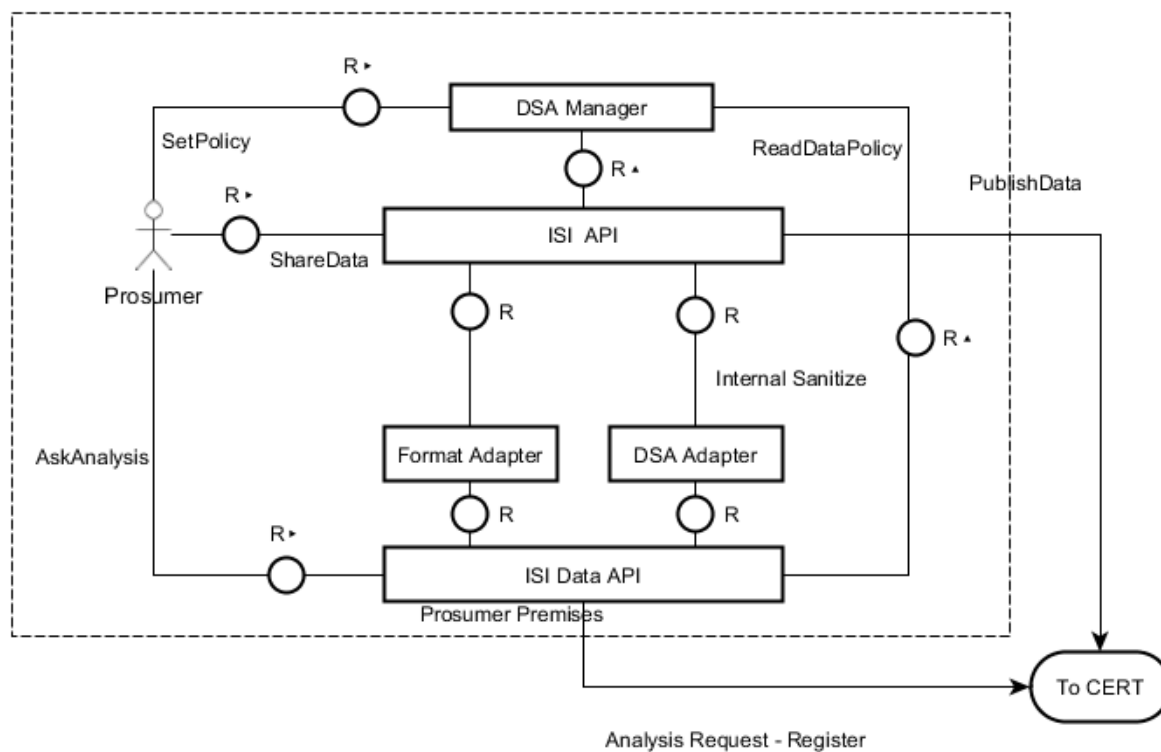 R ▸
DSA Manager
SetPolicy
ReadDataPolicy
R ▴
PublishData
R ▸
ISI API
ShareData
Prosumer
R
R
R ▴
Internal Sanitize
AskAnalysis
Format Adapter
DSA Adapter
R
R
R ▸
ISI Data API
Prosumer Premises
To CERT
Analysis Request - Register